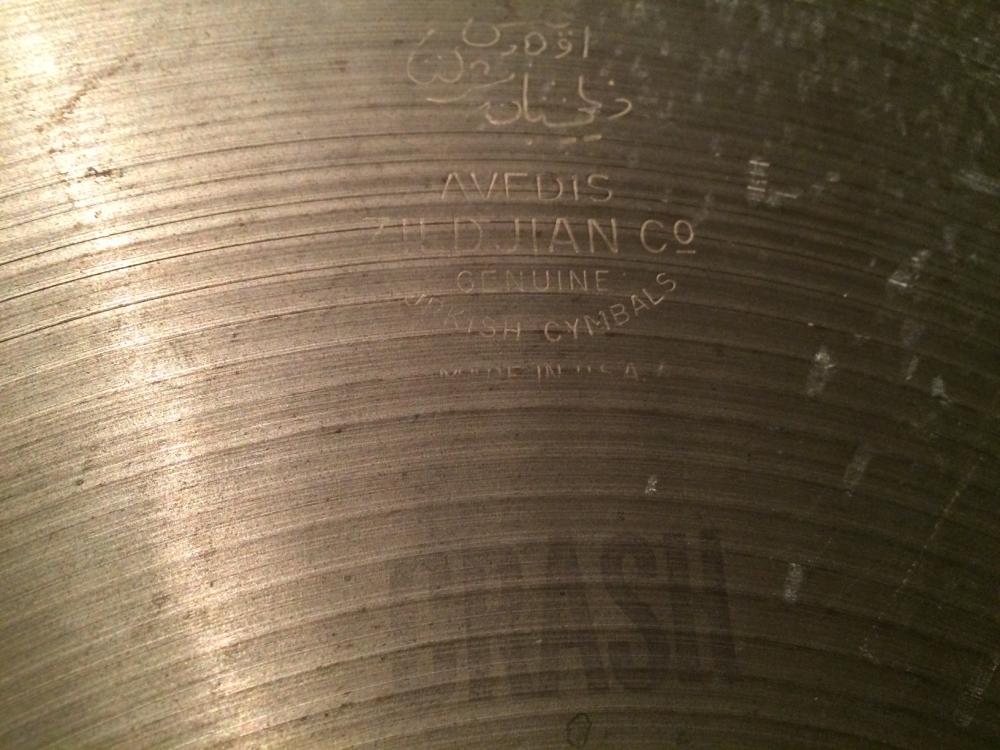 AVEDIS
ZILDJIAN Cº
GENUINE
TURKISH CYMBALS
MADE IN U.S.A.
CRASH